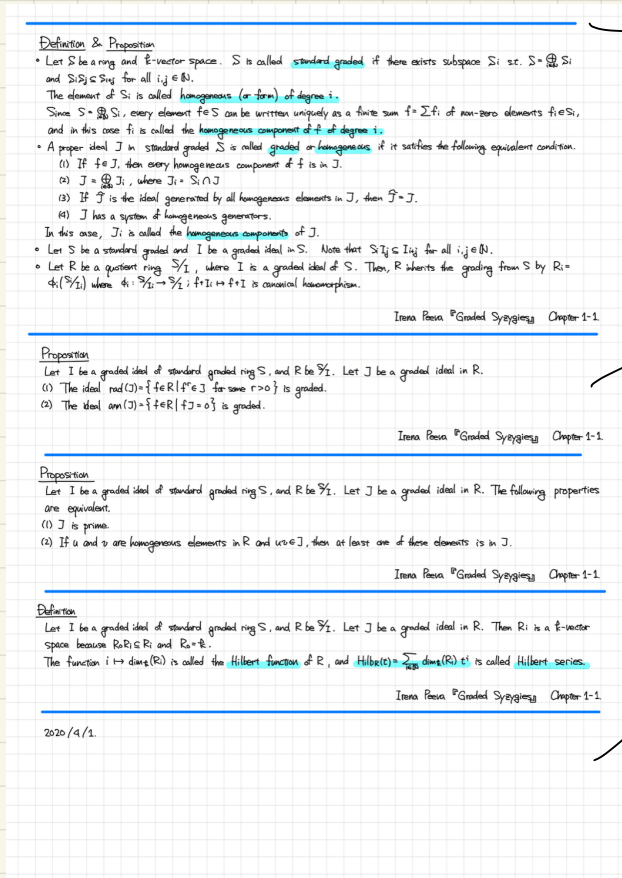 Definition & Proposition
• Let S be a ring and k-vector space. S is called standard graded if there exists subspace Si s.t. S=⊕Si
and SiSj⊆Si+j for all i,j∈ℕ.
The element of Si is called homogeneous (or form) of degree i.
Since S=⊕Si, every element f∈S can be written uniquely as a finite sum f=Σfi of non-zero elements fi∈Si,
and in this case fi is called the homogeneous component of f of degree i.
• A proper ideal J in standard graded S is called graded or homogeneous if it satifies the following equivalent condition.
(1) If f∈J, then every homogeneous component of f is in J.
(2) J=⊕Ji, where Ji=Si∩J
(3) If J̃ is the ideal generated by all homogeneous elements in J, then J̃=J.
(4) J has a system of homogeneous generators.
In this case, Ji is called the homogeneous components of J.
• Let S be a standard graded and I be a graded ideal in S. Note that SiIj⊆Ii+j for all i,j∈ℕ.
• Let R be a quotient ring S/I, where I is a graded ideal of S. Then, R inherits the grading from S by Ri=
ϕi(Si/Ii) where ϕi: Si/Ii→S/I; f+Ii↦f+I is canonical homomorphism.
Irena Peeva『Graded Syzygies』 Chapter 1-1.
Proposition
Let I be a graded ideal of standard graded ring S, and R be S/I. Let J be a graded ideal in R.
(1) The ideal rad(J)={f∈R|fʳ∈J for some r>0} is graded.
(2) The ideal ann(J)={f∈R|fJ=0} is graded.
Irena Peeva『Graded Syzygies』 Chapter 1-1.
Proposition
Let I be a graded ideal of standard graded ring S, and R be S/I. Let J be a graded ideal in R. The following properties
are equivalent.
(1) J is prime.
(2) If u and v are homogeneous elements in R and uv∈J, then at least one of these elements is in J.
Irena Peeva『Graded Syzygies』 Chapter 1-1.
Definition
Let I be a graded ideal of standard graded ring S, and R be S/I. Let J be a graded ideal in R. Then Ri is a k-vector
space because R0Ri⊆Ri and R0=k.
The function i↦dimk(Ri) is called the Hilbert function of R, and HilbR(t)=Σi≥0 dimk(Ri)tⁱ is called Hilbert series.
Irena Peeva『Graded Syzygies』 Chapter 1-1.
2020/4/1.